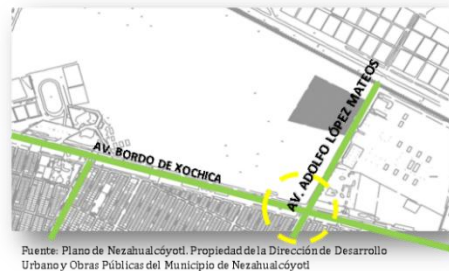 AV. ADOLFO LÓPEZ MATEOS
AV. BORDO DE XOCHICA
Fuente: Plano de Nezahualcóyotl. Propiedad de la Dirección de Desarrollo
Urbano y Obras Públicas del Municipio de Nezahualcóyotl